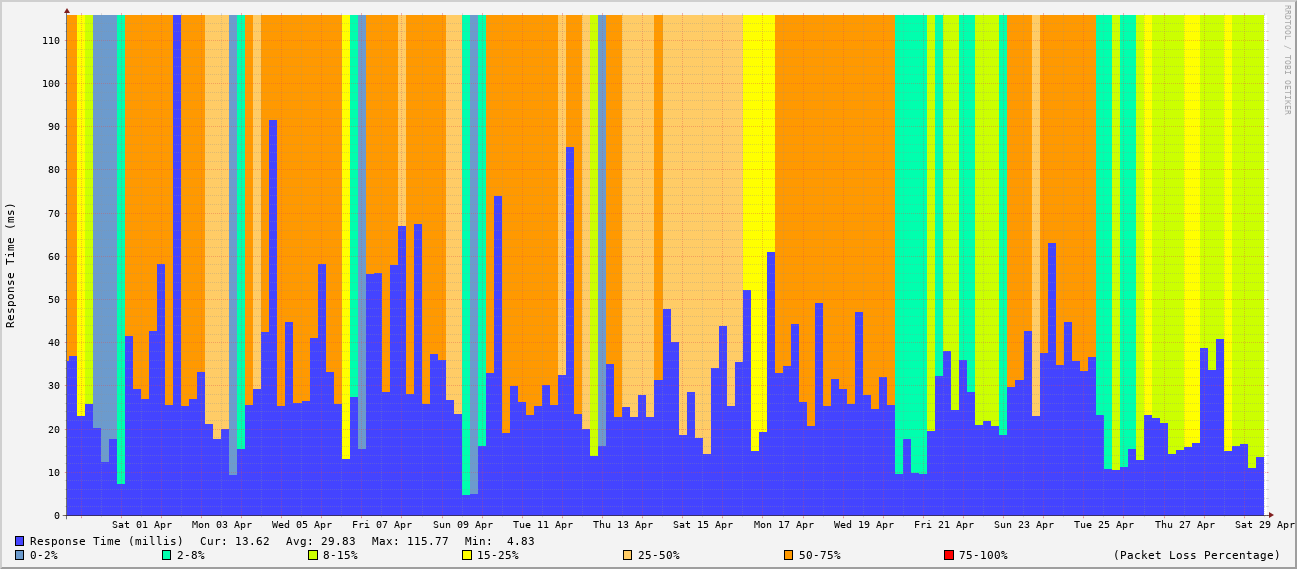 RRDTOOL / TOBI OETIKER
Response Time (ms)
110
100
90
80
70
60
50
40
30
20
10
0
Sat 01 Apr Mon 03 Apr Wed 05 Apr Fri 07 Apr Sun 09 Apr Tue 11 Apr Thu 13 Apr Sat 15 Apr Mon 17 Apr Wed 19 Apr Fri 21 Apr Sun 23 Apr Tue 25 Apr Thu 27 Apr Sat 29 Apr
Response Time (millis) Cur: 13.62 Avg: 29.83 Max: 115.77 Min: 4.83
0-2% 2-8% 8-15% 15-25% 25-50% 50-75% 75-100% (Packet Loss Percentage)